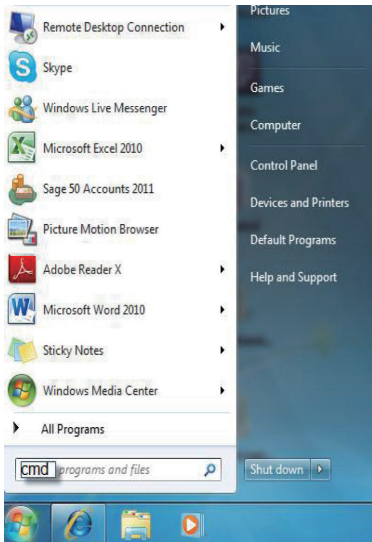 Remote Desktop Connection
Skype
Windows Live Messenger
Microsoft Excel 2010
Sage 50 Accounts 2011
Picture Motion Browser
Adobe Reader X
Microsoft Word 2010
Sticky Notes
Windows Media Center
All Programs
cmd programs and files
Pictures
Music
Games
Computer
Control Panel
Devices and Printers
Default Programs
Help and Support
Shut down